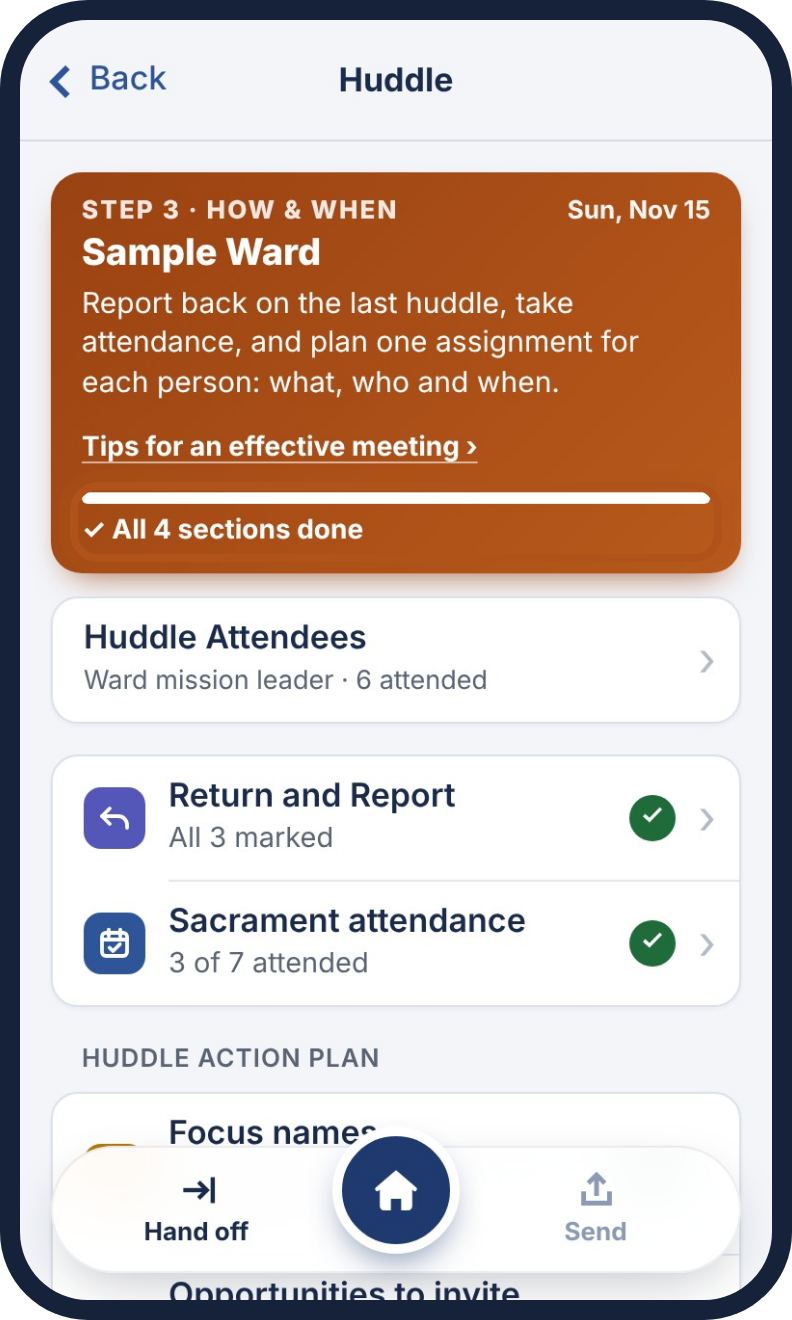 Back
Huddle
STEP 3 · HOW & WHEN
Sun, Nov 15
Sample Ward
Report back on the last huddle, take
attendance, and plan one assignment for
each person: what, who and when.
Tips for an effective meeting ›
✓ All 4 sections done
Huddle Attendees
Ward mission leader · 6 attended
Return and Report
All 3 marked
Sacrament attendance
3 of 7 attended
HUDDLE ACTION PLAN
Focus names
Hand off
Send
Opportunities to invite